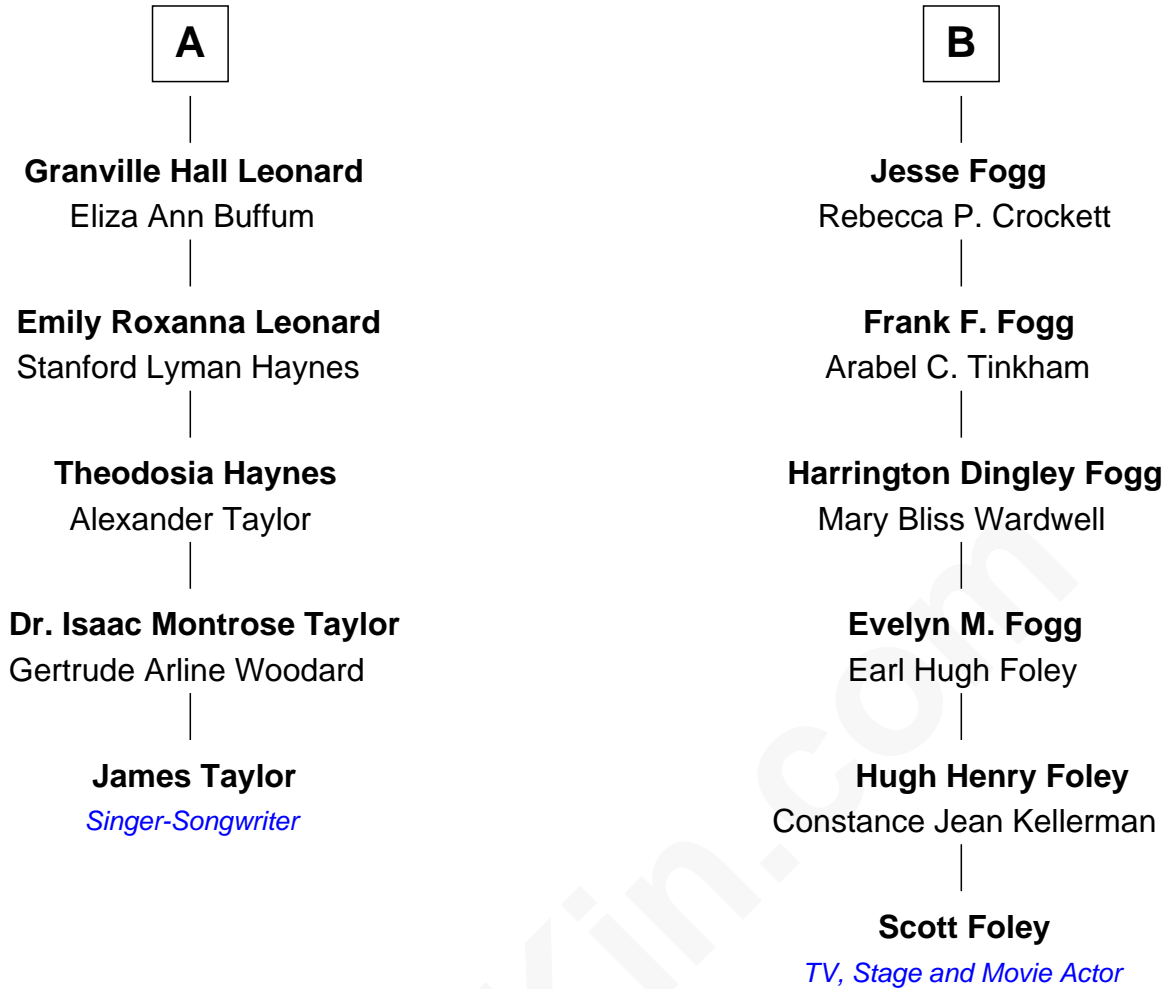 A
Granville Hall Leonard
Eliza Ann Buffum
Emily Roxanna Leonard
Stanford Lyman Haynes
Theodosia Haynes
Alexander Taylor
Dr. Isaac Montrose Taylor
Gertrude Arline Woodard
James Taylor
Singer-Songwriter
B
Jesse Fogg
Rebecca P. Crockett
Frank F. Fogg
Arabel C. Tinkham
Harrington Dingley Fogg
Mary Bliss Wardwell
Evelyn M. Fogg
Earl Hugh Foley
Hugh Henry Foley
Constance Jean Kellerman
Scott Foley
TV, Stage and Movie Actor
Kin.com